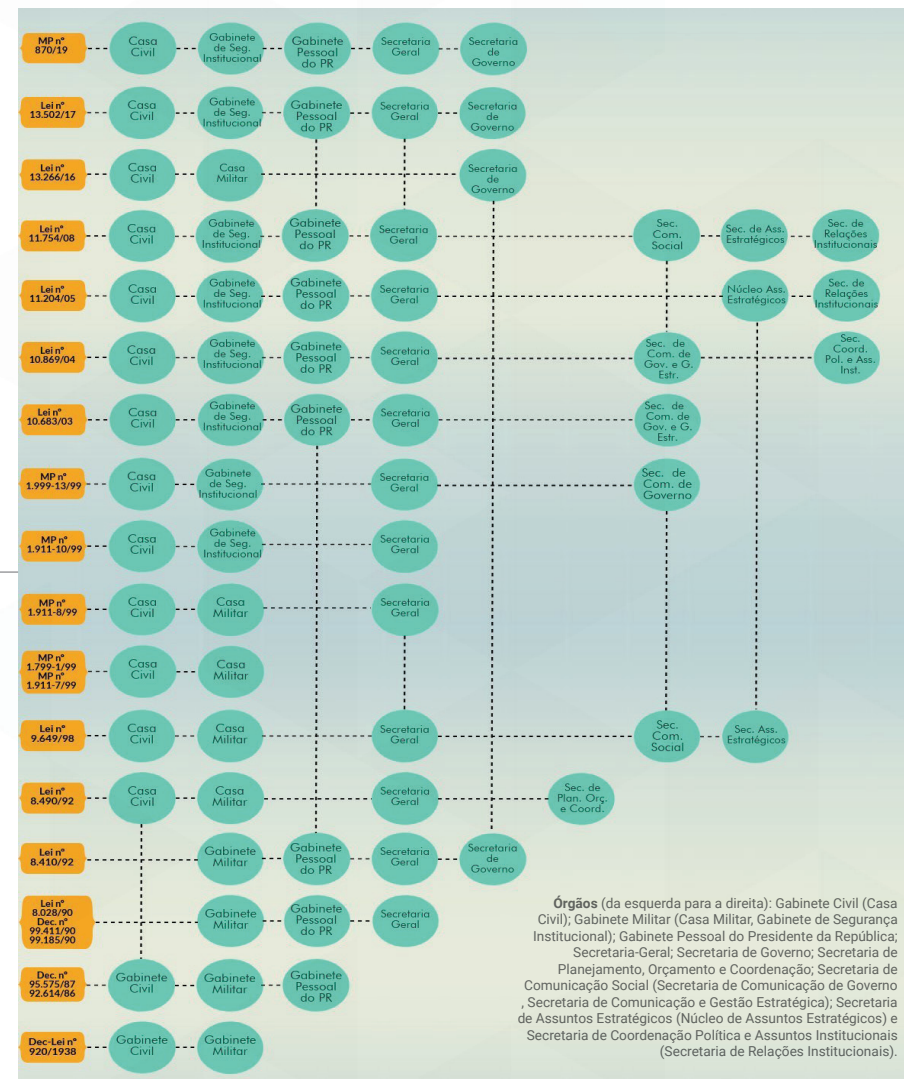 MP nº
870/19
Casa
Civil
Gabinete
de Seg.
Institucional
Gabinete
Pessoal
do PR
Secretaria
Geral
Secretaria
de
Governo
Lei nº
13.502/17
Casa
Civil
Gabinete
de Seg.
Institucional
Gabinete
Pessoal
do PR
Secretaria
Geral
Secretaria
de
Governo
Lei nº
13.266/16
Casa
Civil
Casa
Militar
Secretaria
de
Governo
Lei nº
11.754/08
Casa
Civil
Gabinete
de Seg.
Institucional
Gabinete
Pessoal
do PR
Secretaria
Geral
Sec.
Com.
Social
Sec. de Ass.
Estratégicos
Sec. de
Relações
Institucionais
Lei nº
11.204/05
Casa
Civil
Gabinete
de Seg.
Institucional
Gabinete
Pessoal
do PR
Secretaria
Geral
Núcleo Ass.
Estratégicos
Sec. de
Relações
Institucionais
Lei nº
10.869/04
Casa
Civil
Gabinete
de Seg.
Institucional
Gabinete
Pessoal
do PR
Secretaria
Geral
Sec. de
Com. de
Gov. e G.
Estr.
Sec.
Coord.
Pol. e Ass.
Inst.
Lei nº
10.683/03
Casa
Civil
Gabinete
de Seg.
Institucional
Gabinete
Pessoal
do PR
Secretaria
Geral
Sec. de
Com. de
Gov. e G.
Estr.
MP nº
1.999-13/99
Casa
Civil
Gabinete
de Seg.
Institucional
Secretaria
Geral
Sec. de
Com. de
Governo
MP nº
1.911-10/99
Casa
Civil
Gabinete
de Seg.
Institucional
Secretaria
Geral
MP nº
1.911-8/99
Casa
Civil
Casa
Militar
Secretaria
Geral
MP nº
1.799-1/99
MP nº
1.911-7/99
Casa
Civil
Casa
Militar
Lei nº
9.649/98
Casa
Civil
Casa
Militar
Secretaria
Geral
Sec.
Com.
Social
Sec. Ass.
Estratégicos
Lei nº
8.490/92
Casa
Civil
Casa
Militar
Secretaria
Geral
Sec. de
Plan. Orç.
e Coord.
Lei nº
8.410/92
Gabinete
Militar
Gabinete
Pessoal
do PR
Secretaria
Geral
Secretaria
de
Governo
Lei nº
8.028/90
Dec. nº
99.411/90
99.185/90
Gabinete
Militar
Gabinete
Pessoal
do PR
Secretaria
Geral
Dec. nº
95.575/87
92.614/86
Gabinete
Civil
Gabinete
Militar
Gabinete
Pessoal
do PR
Dec-Lei nº
920/1938
Gabinete
Civil
Gabinete
Militar
Órgãos (da esquerda para a direita): Gabinete Civil (Casa
Civil); Gabinete Militar (Casa Militar, Gabinete de Segurança
Institucional); Gabinete Pessoal do Presidente da República;
Secretaria-Geral; Secretaria de Governo; Secretaria de
Planejamento, Orçamento e Coordenação; Secretaria de
Comunicação Social (Secretaria de Comunicação de Governo
, Secretaria de Comunicação e Gestão Estratégica); Secretaria
de Assuntos Estratégicos (Núcleo de Assuntos Estratégicos) e
Secretaria de Coordenação Política e Assuntos Institucionais
(Secretaria de Relações Institucionais).